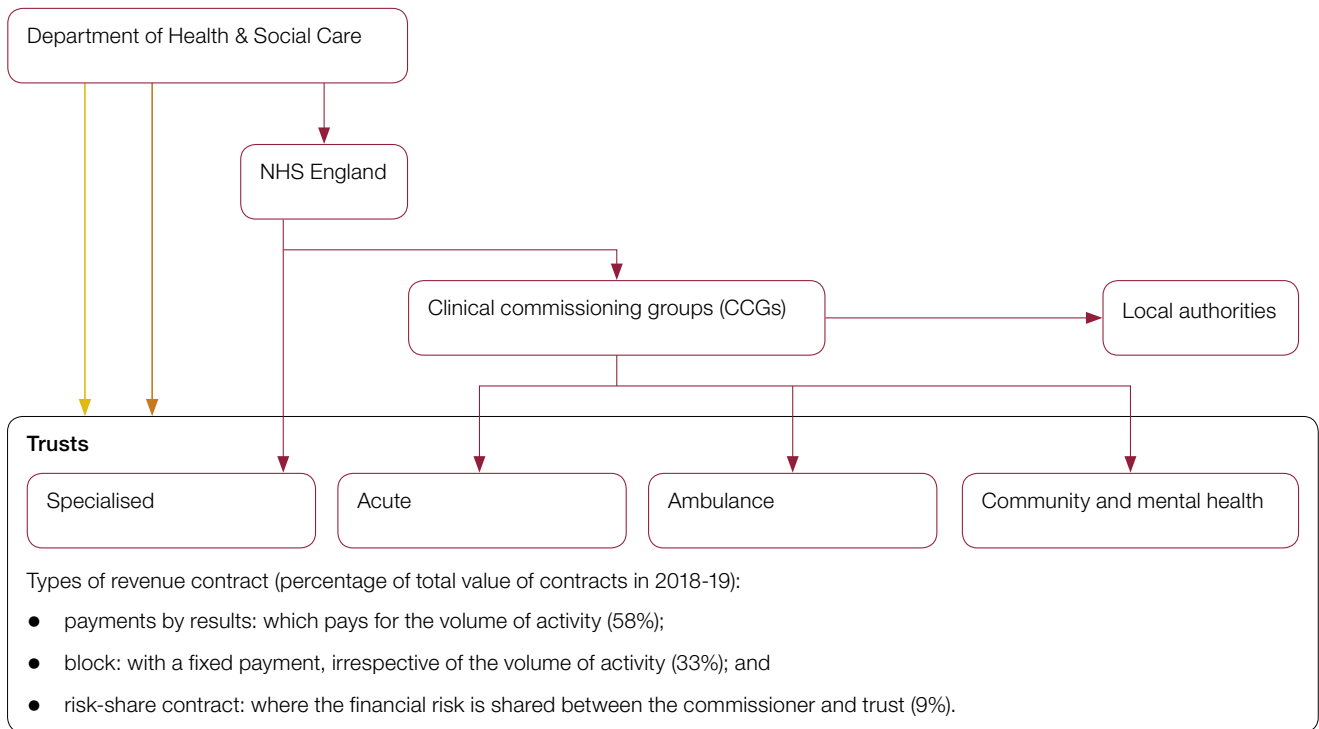 Department of Health & Social Care
NHS England
Clinical commissioning groups (CCGs)
Local authorities
Trusts
Specialised
Acute
Ambulance
Community and mental health
Types of revenue contract (percentage of total value of contracts in 2018-19):
● payments by results: which pays for the volume of activity (58%);
● block: with a fixed payment, irrespective of the volume of activity (33%); and
● risk-share contract: where the financial risk is shared between the commissioner and trust (9%).